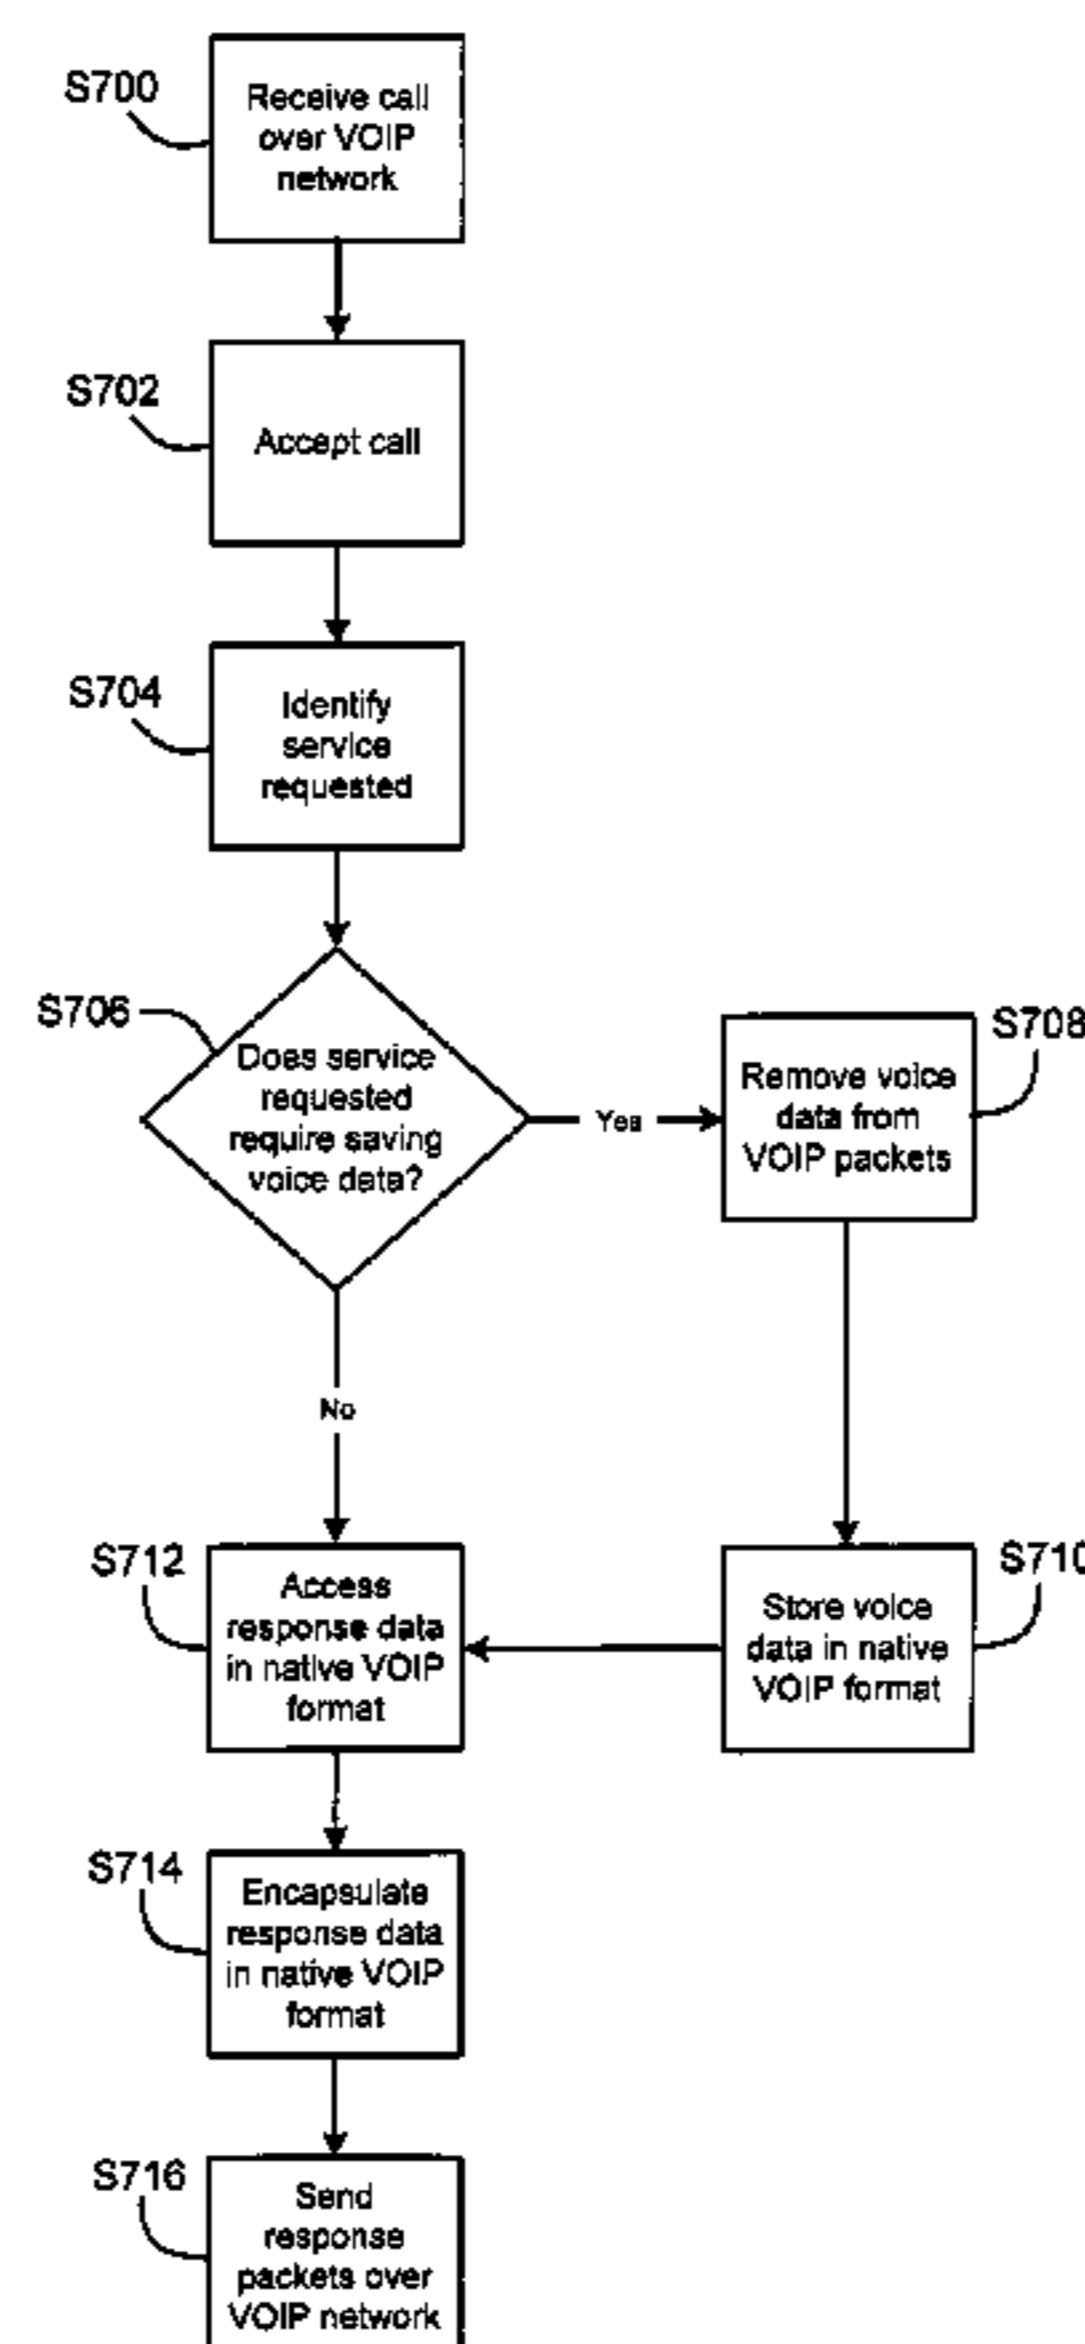 S700
Receive call
over VOIP
network
S702
Accept call
S704
Identify
service
requested
S706
Does service
requested
require saving
voice data?
Yes
S708
Remove voice
data from
VOIP packets
No
S712
Access
response data
in native VOIP
format
S710
Store voice
data in native
VOIP format
S714
Encapsulate
response data
in native VOIP
format
S716
Send
response
packets over
VOIP network